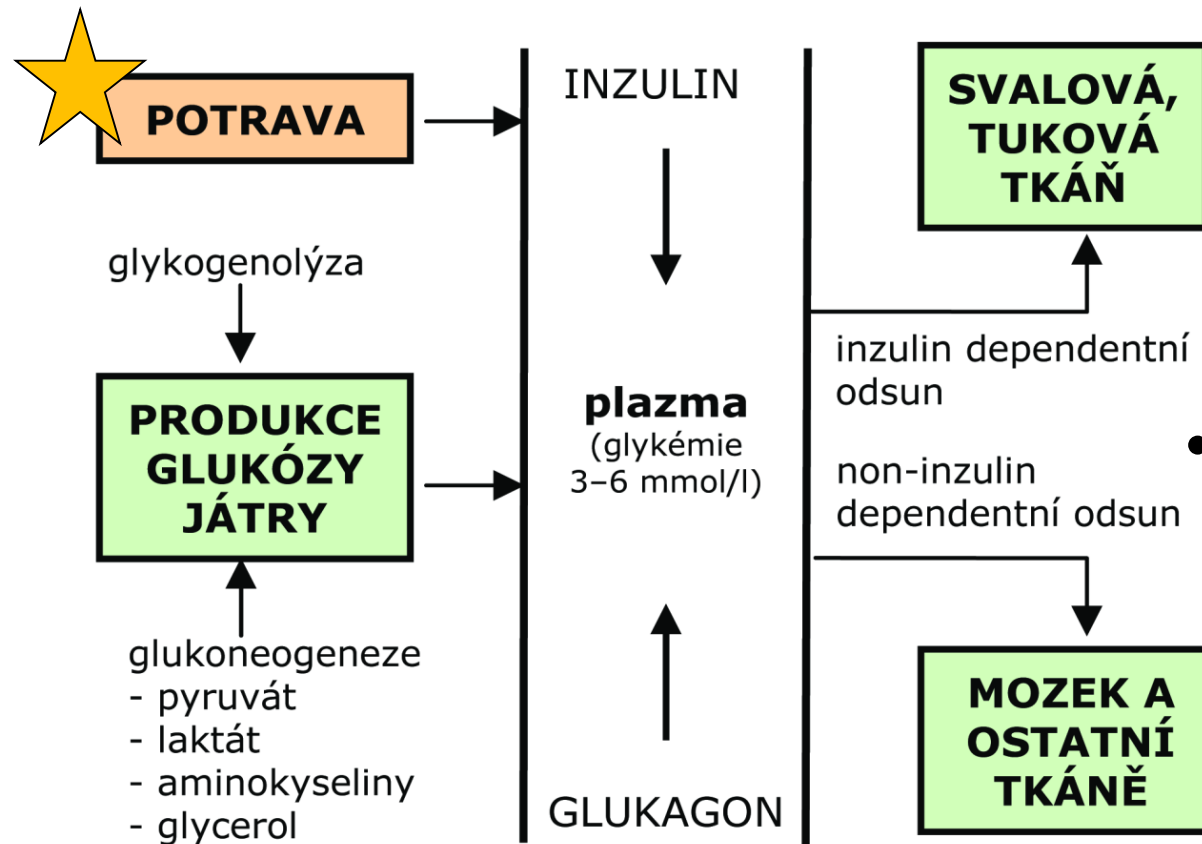 POTRAVA
glykogenolýza
PRODUKCE
GLUKÓZY
JÁTRY
glukoneogeneze
- pyruvát
- laktát
- aminokyseliny
- glycerol
INZULIN
plazma
(glykémie
3–6 mmol/l)
GLUKAGON
SVALOVÁ,
TUKOVÁ
TKÁŇ
inzulin dependentní
odsun
non-inzulin
dependentní odsun
MOZEK A
OSTATNÍ
TKÁNĚ